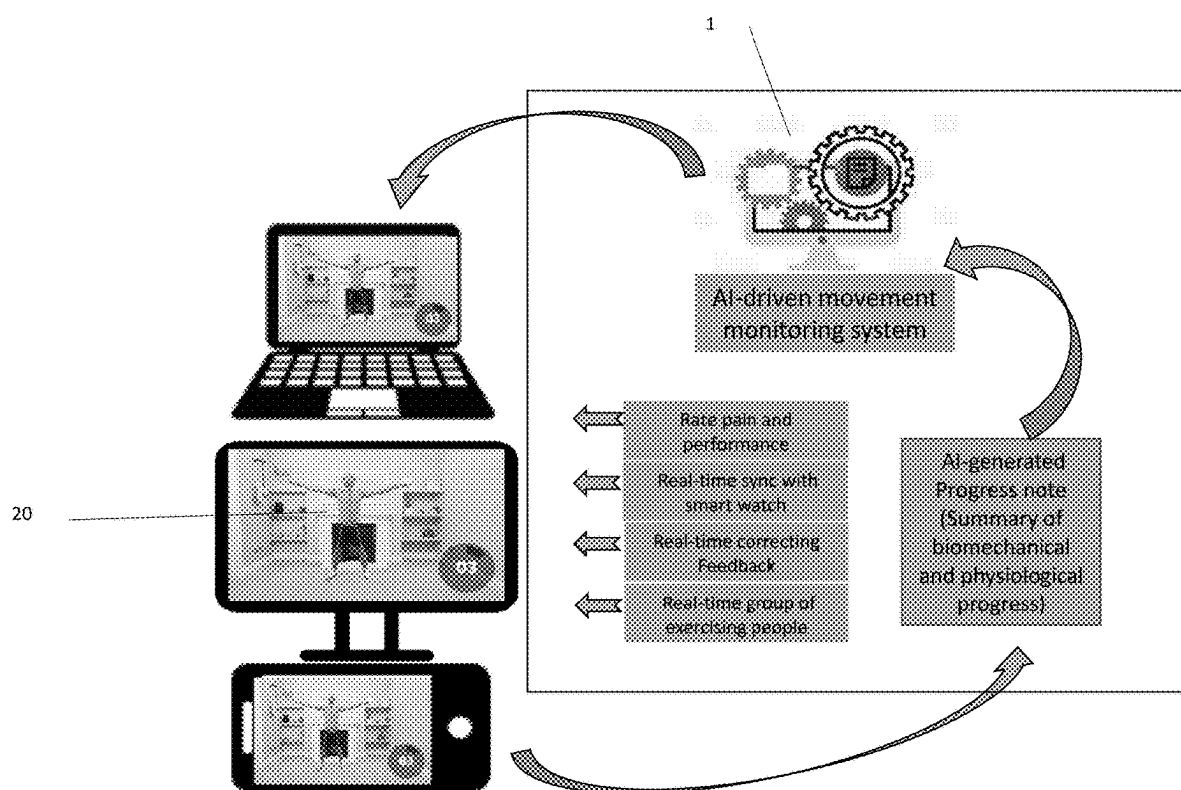 1
AI-driven movement
monitoring system
20
03
Rate pain and
performance
Real-time sync with
smart watch
Real-time correcting
Feedback
Real-time group of
exercising people
AI-generated
Progress note
(Summary of
biomechanical
and physiological
progress)